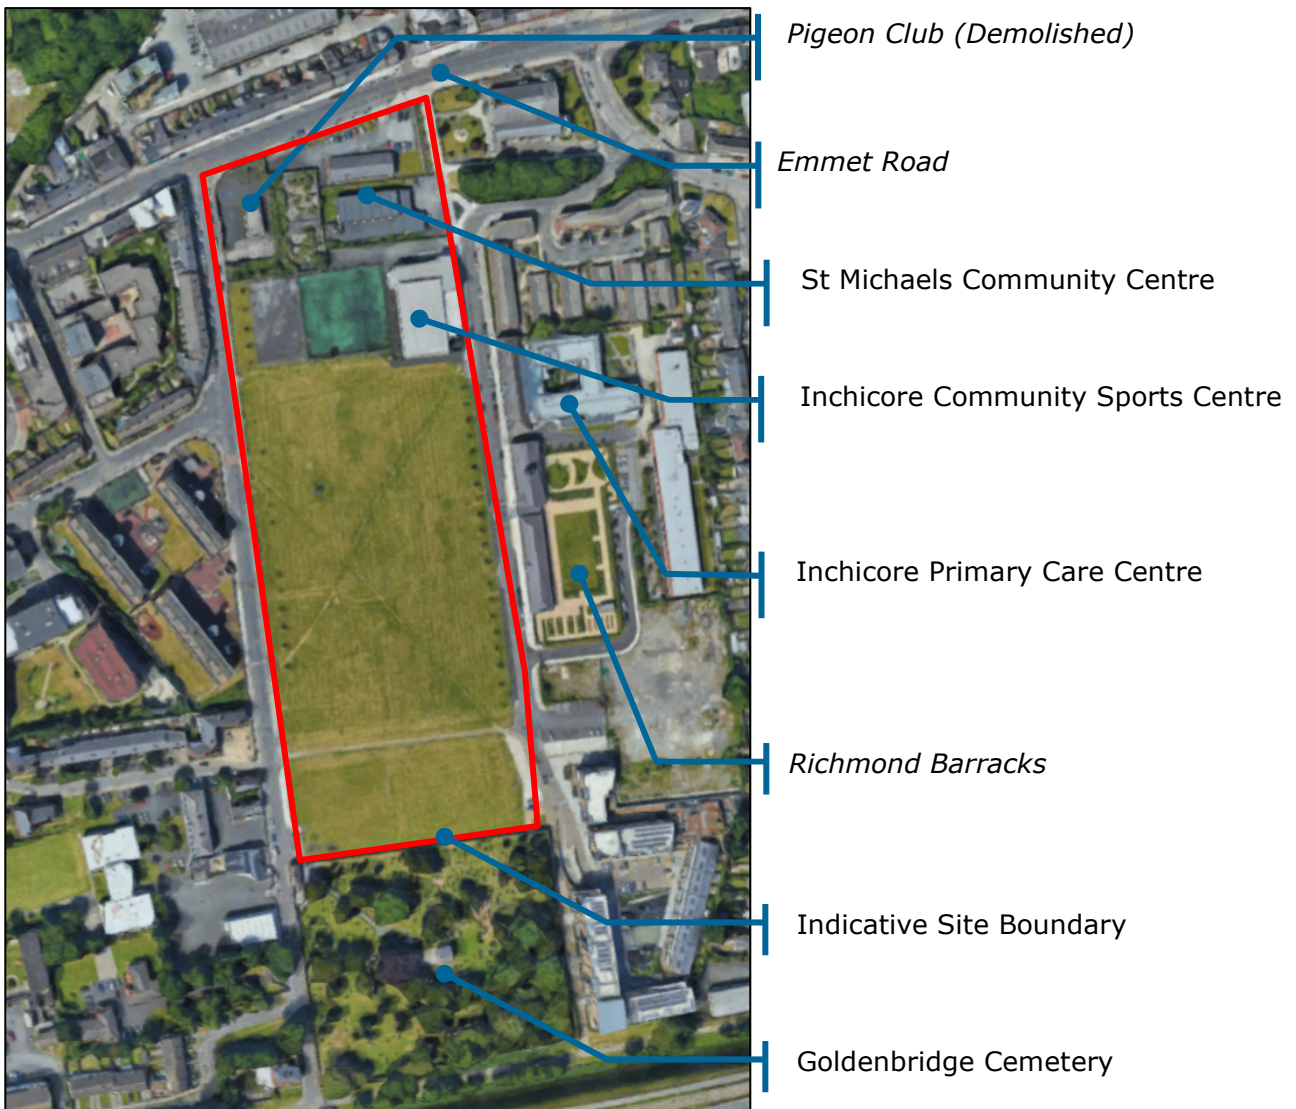 Pigeon Club (Demolished)
Emmet Road
St Michaels Community Centre
Inchicore Community Sports Centre
Inchicore Primary Care Centre
Richmond Barracks
Indicative Site Boundary
Goldenbridge Cemetery